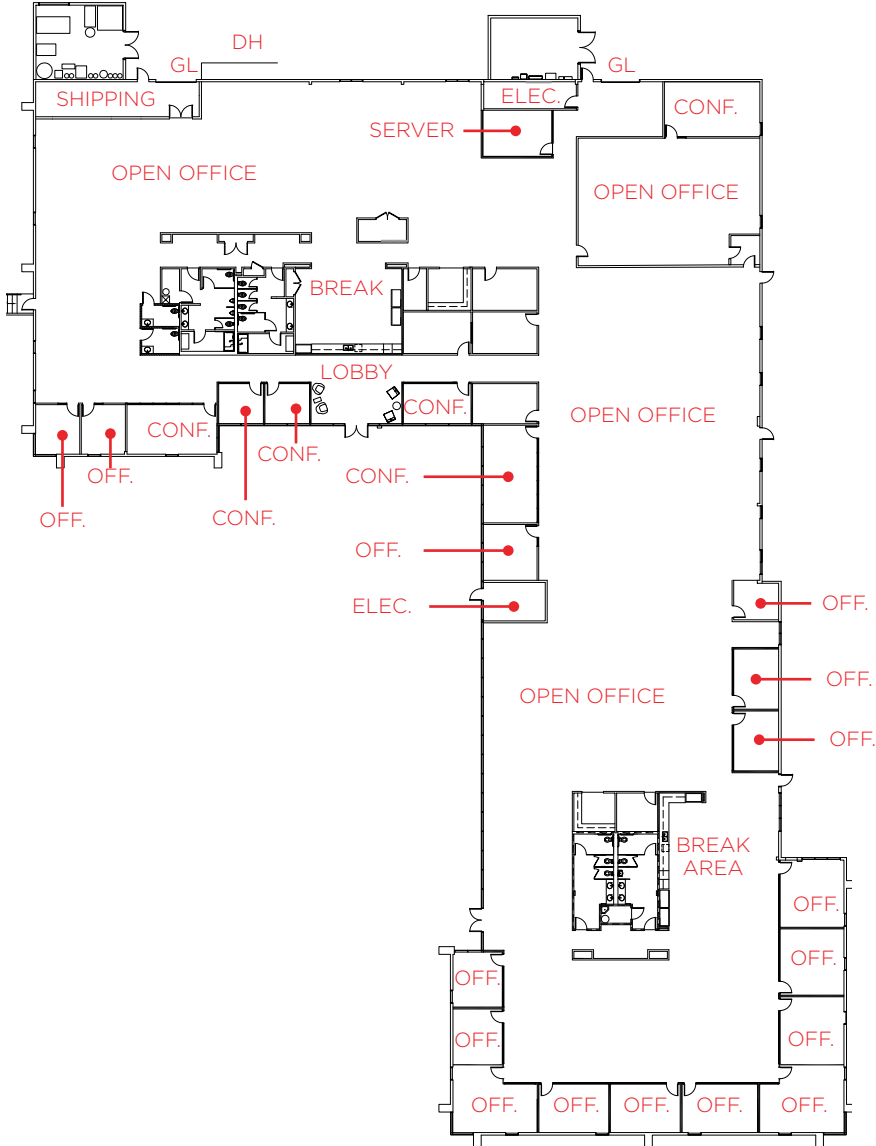 DH
GL
GL
SHIPPING
ELEC.
CONF.
SERVER
OPEN OFFICE
OPEN OFFICE
BREAK
LOBBY
CONF.
OPEN OFFICE
CONF.
CONF.
OFF.
CONF.
OFF.
CONF.
OFF.
ELEC.
OFF.
OFF.
OPEN OFFICE
OFF.
BREAK
AREA
OFF.
OFF.
OFF.
OFF.
OFF.
OFF.
OFF.
OFF.
OFF.
OFF.